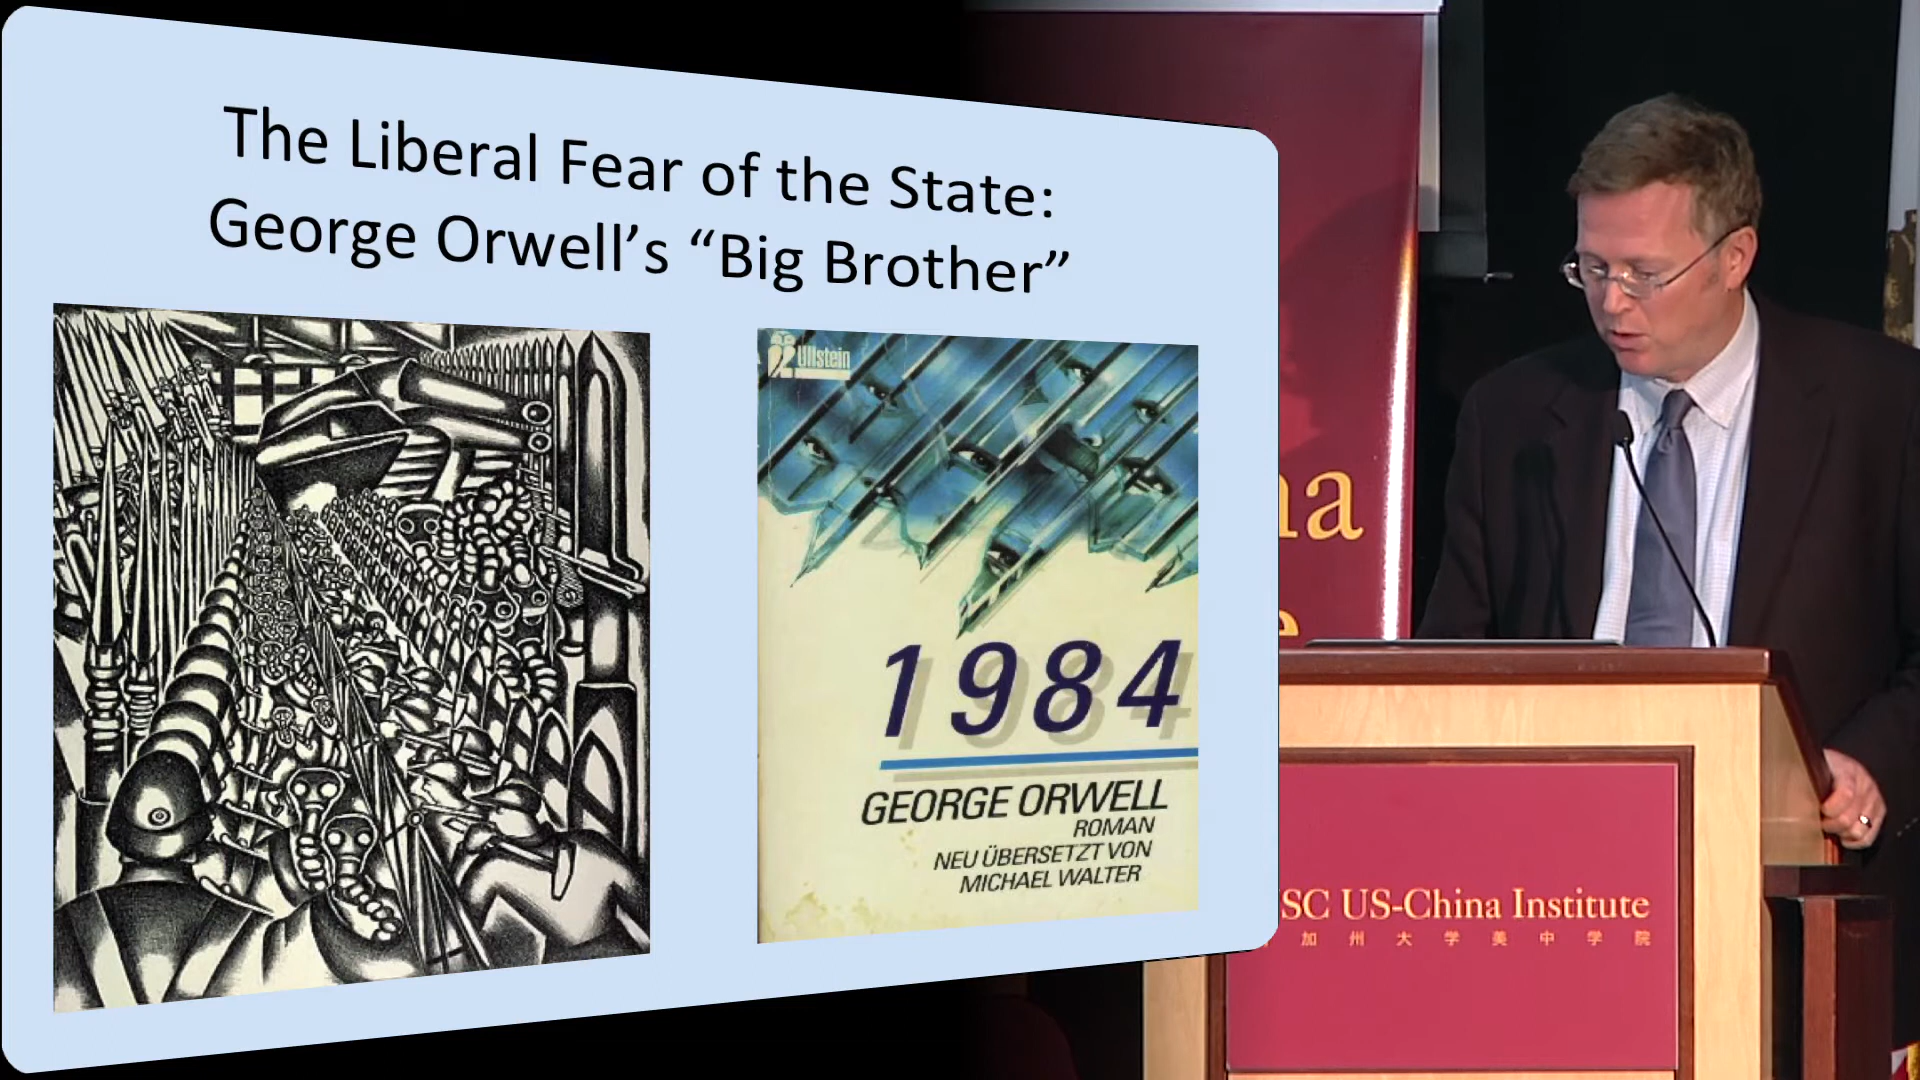 The Liberal Fear of the State:
George Orwell’s “Big Brother”
Ullstein
1984
GEORGE ORWELL
ROMAN
NEU ÜBERSETZT VON
MICHAEL WALTER
na
e
SC US-China Institute
加 州 大 学 美 中 学 院